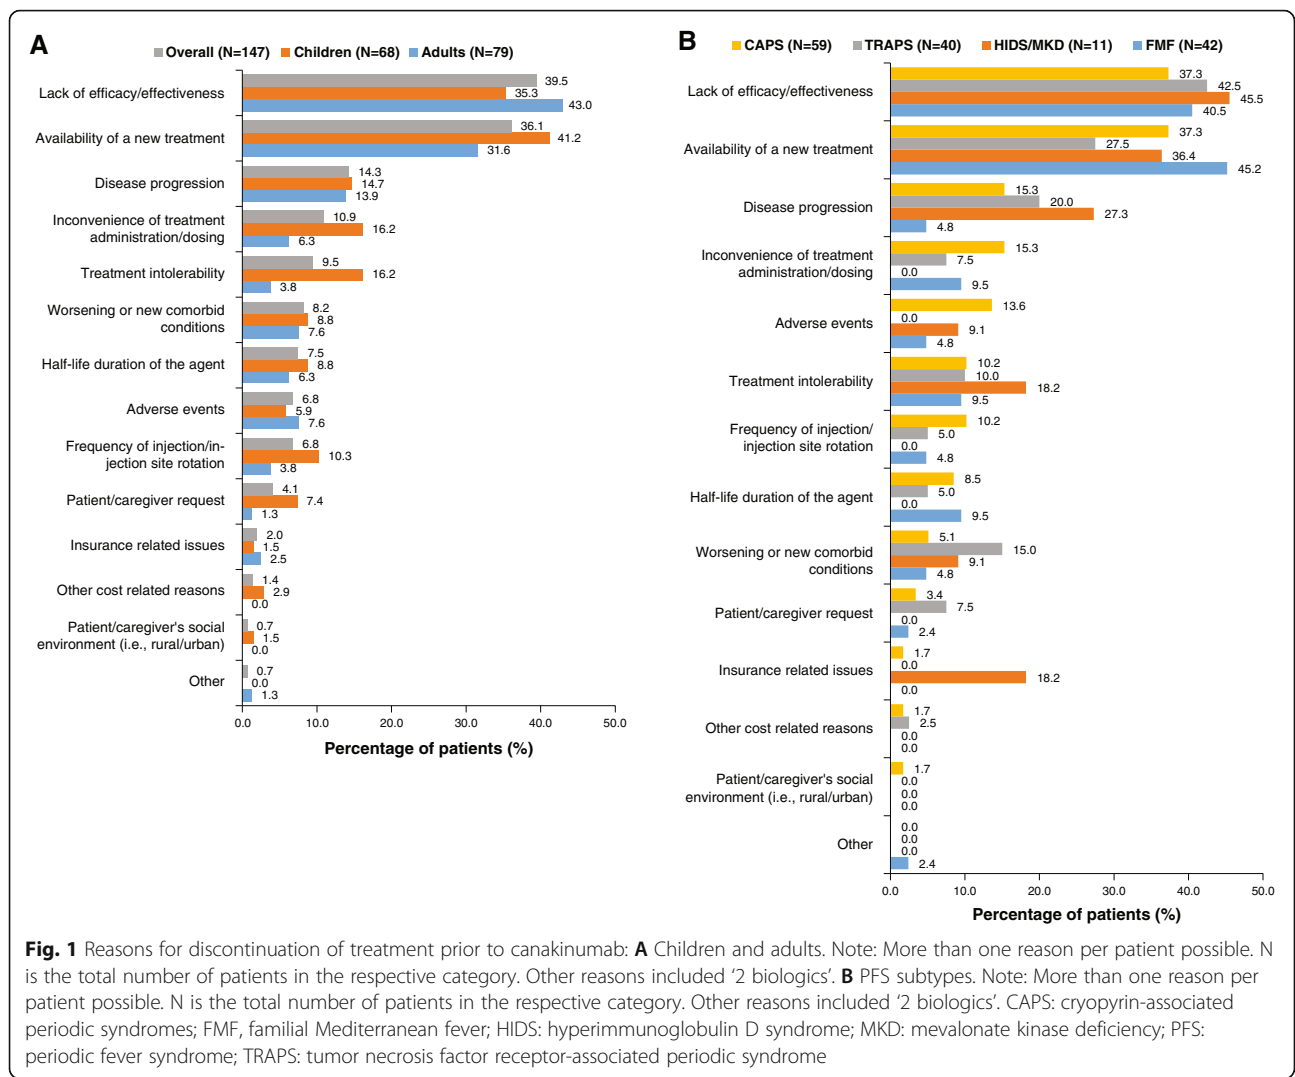 A
Overall (N=147) Children (N=68) Adults (N=79)
Lack of efficacy/effectiveness
39.5
35.3
43.0
Availability of a new treatment
36.1
41.2
31.6
Disease progression
14.3
14.7
13.9
Inconvenience of treatment
administration/dosing
10.9
16.2
6.3
Treatment intolerability
9.5
16.2
3.8
Worsening or new comorbid
conditions
8.2
8.8
7.6
Half-life duration of the agent
7.5
8.8
6.3
Adverse events
6.8
5.9
7.6
Frequency of injection/in-
jection site rotation
6.8
10.3
3.8
Patient/caregiver request
4.1
7.4
1.3
Insurance related issues
2.0
1.5
2.5
Other cost related reasons
1.4
2.9
0.0
Patient/caregiver's social
environment (i.e., rural/urban)
0.7
1.5
0.0
Other
0.7
0.0
1.3
0.0 10.0 20.0 30.0 40.0 50.0
Percentage of patients (%)
B
CAPS (N=59) TRAPS (N=40) HIDS/MKD (N=11) FMF (N=42)
Lack of efficacy/effectiveness
37.3
42.5
45.5
40.5
Availability of a new treatment
37.3
27.5
36.4
45.2
Disease progression
15.3
20.0
27.3
4.8
Inconvenience of treatment
administration/dosing
15.3
7.5
0.0
9.5
Adverse events
13.6
0.0
9.1
4.8
Treatment intolerability
10.2
10.0
18.2
9.5
Frequency of injection/
injection site rotation
10.2
5.0
0.0
4.8
Half-life duration of the agent
8.5
5.0
0.0
9.5
Worsening or new comorbid
conditions
5.1
15.0
9.1
4.8
Patient/caregiver request
3.4
7.5
0.0
2.4
Insurance related issues
1.7
0.0
18.2
0.0
Other cost related reasons
1.7
2.5
0.0
0.0
Patient/caregiver's social
environment (i.e., rural/urban)
1.7
0.0
0.0
0.0
Other
0.0
0.0
0.0
2.4
0.0 10.0 20.0 30.0 40.0 50.0
Percentage of patients (%)
Fig. 1 Reasons for discontinuation of treatment prior to canakinumab: A Children and adults. Note: More than one reason per patient possible. N
is the total number of patients in the respective category. Other reasons included ‘2 biologics’. B PFS subtypes. Note: More than one reason per
patient possible. N is the total number of patients in the respective category. Other reasons included ‘2 biologics’. CAPS: cryopyrin-associated
periodic syndromes; FMF, familial Mediterranean fever; HIDS: hyperimmunoglobulin D syndrome; MKD: mevalonate kinase deficiency; PFS:
periodic fever syndrome; TRAPS: tumor necrosis factor receptor-associated periodic syndrome